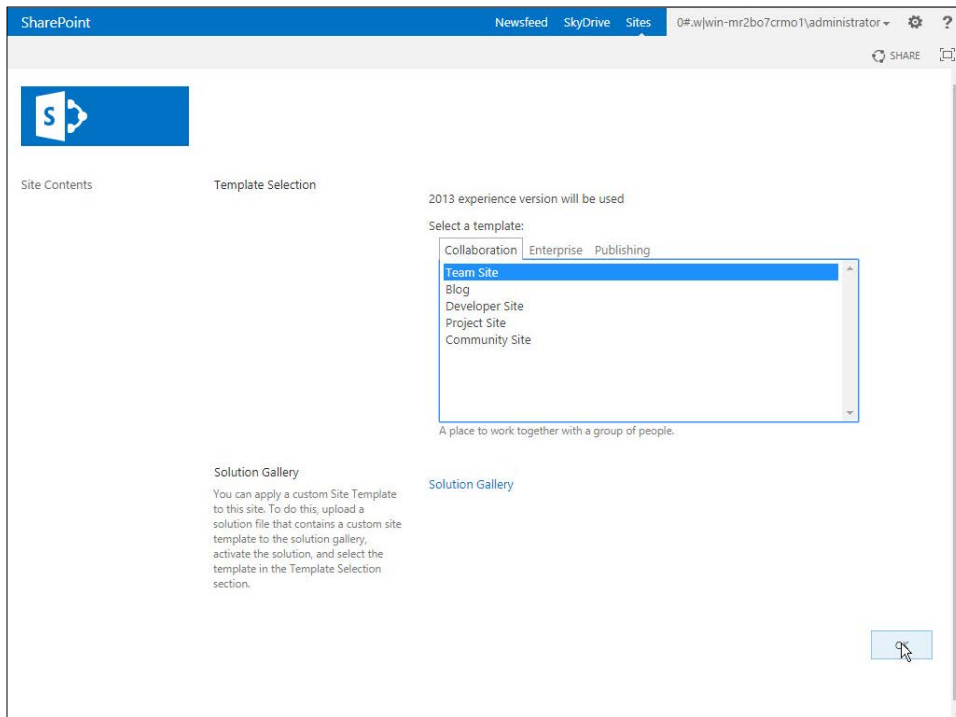 SharePoint
Newsfeed SkyDrive Sites 0#.w|win-mr2bo7crmo1\administrator ?
SHARE
S
Site Contents
Template Selection
2013 experience version will be used
Select a template:
Collaboration Enterprise Publishing
Team Site
Blog
Developer Site
Project Site
Community Site
A place to work together with a group of people.
Solution Gallery
You can apply a custom Site Template
to this site. To do this, upload a
solution file that contains a custom site
template to the solution gallery,
activate the solution, and select the
template in the Template Selection
section.
Solution Gallery